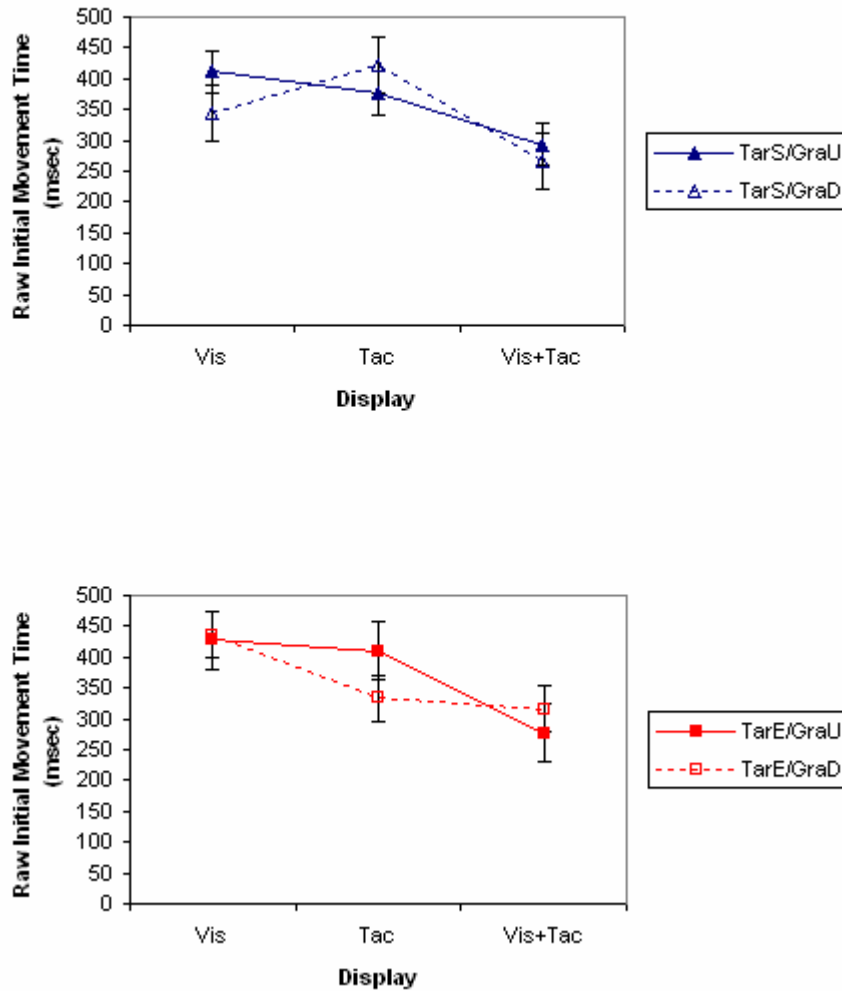 500
450
400
350
300
250
200
150
100
50
0
Raw Initial Movement Time
(msec)
Vis
Tac
Vis+Tac
Display
TarS/GraU
TarS/GraD
500
450
400
350
300
250
200
150
100
50
0
Raw Initial Movement Time
(msec)
Vis
Tac
Vis+Tac
Display
TarE/GraU
TarE/GraD